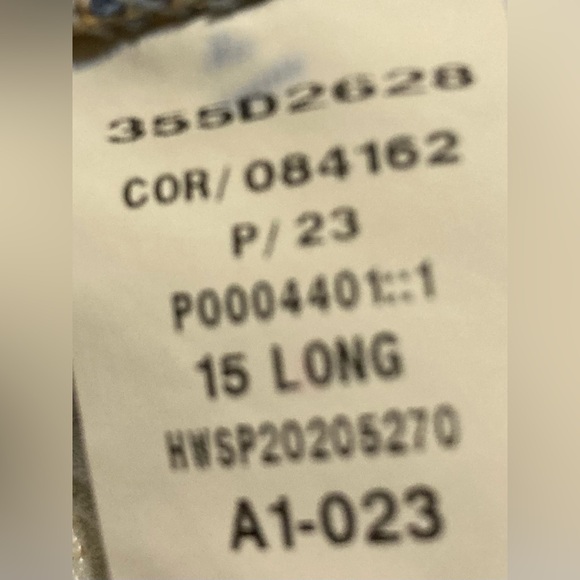 355D2628
COR/084162
P/23
P0004401::1
15 LONG
HWSP20205270
A1-023